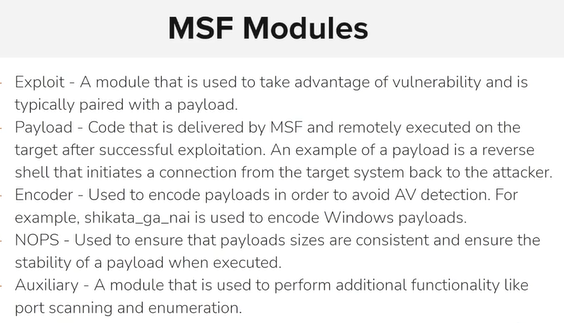 MSF Modules
- Exploit - A module that is used to take advantage of vulnerability and is
typically paired with a payload.
- Payload - Code that is delivered by MSF and remotely executed on the
target after successful exploitation. An example of a payload is a reverse
shell that initiates a connection from the target system back to the attacker.
- Encoder - Used to encode payloads in order to avoid AV detection. For
example, shikata_ga_nai is used to encode Windows payloads.
- NOPS - Used to ensure that payloads sizes are consistent and ensure the
stability of a payload when executed.
- Auxiliary - A module that is used to perform additional functionality like
port scanning and enumeration.